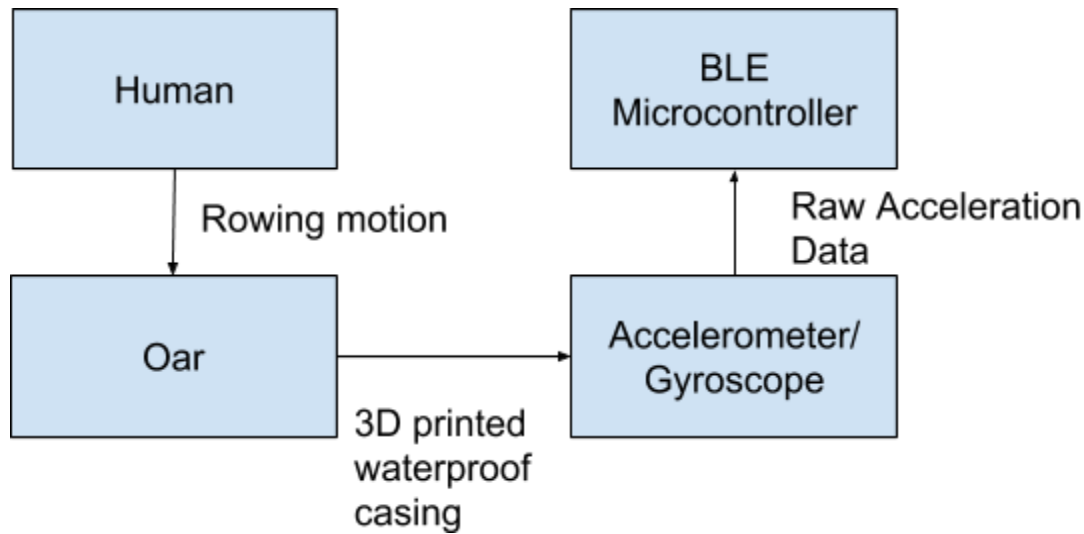 Human
BLE
Microcontroller
Rowing motion
Raw Acceleration
Data
Oar
Accelerometer/
Gyroscope
3D printed
waterproof
casing